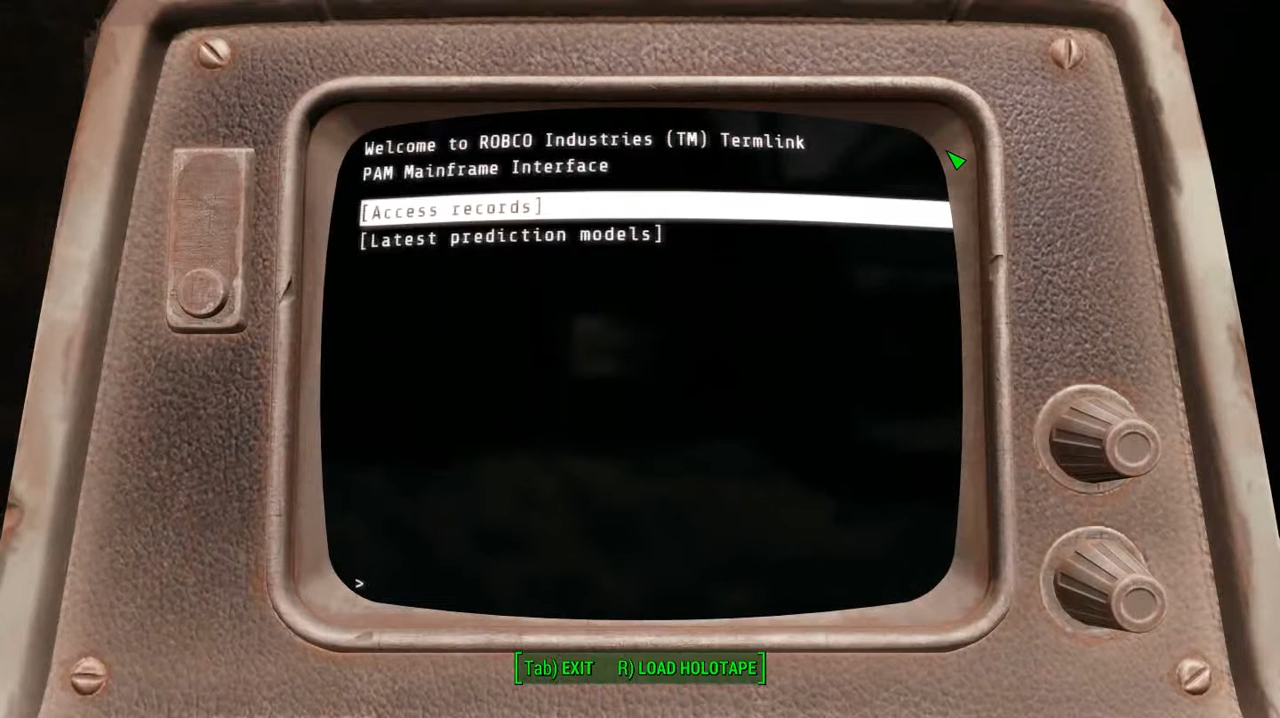 Welcome to ROBCO Industries (TM) Termlink
PAM Mainframe Interface
[Access records]
[Latest prediction models]
>
Tab) EXIT R) LOAD HOLOTAPE